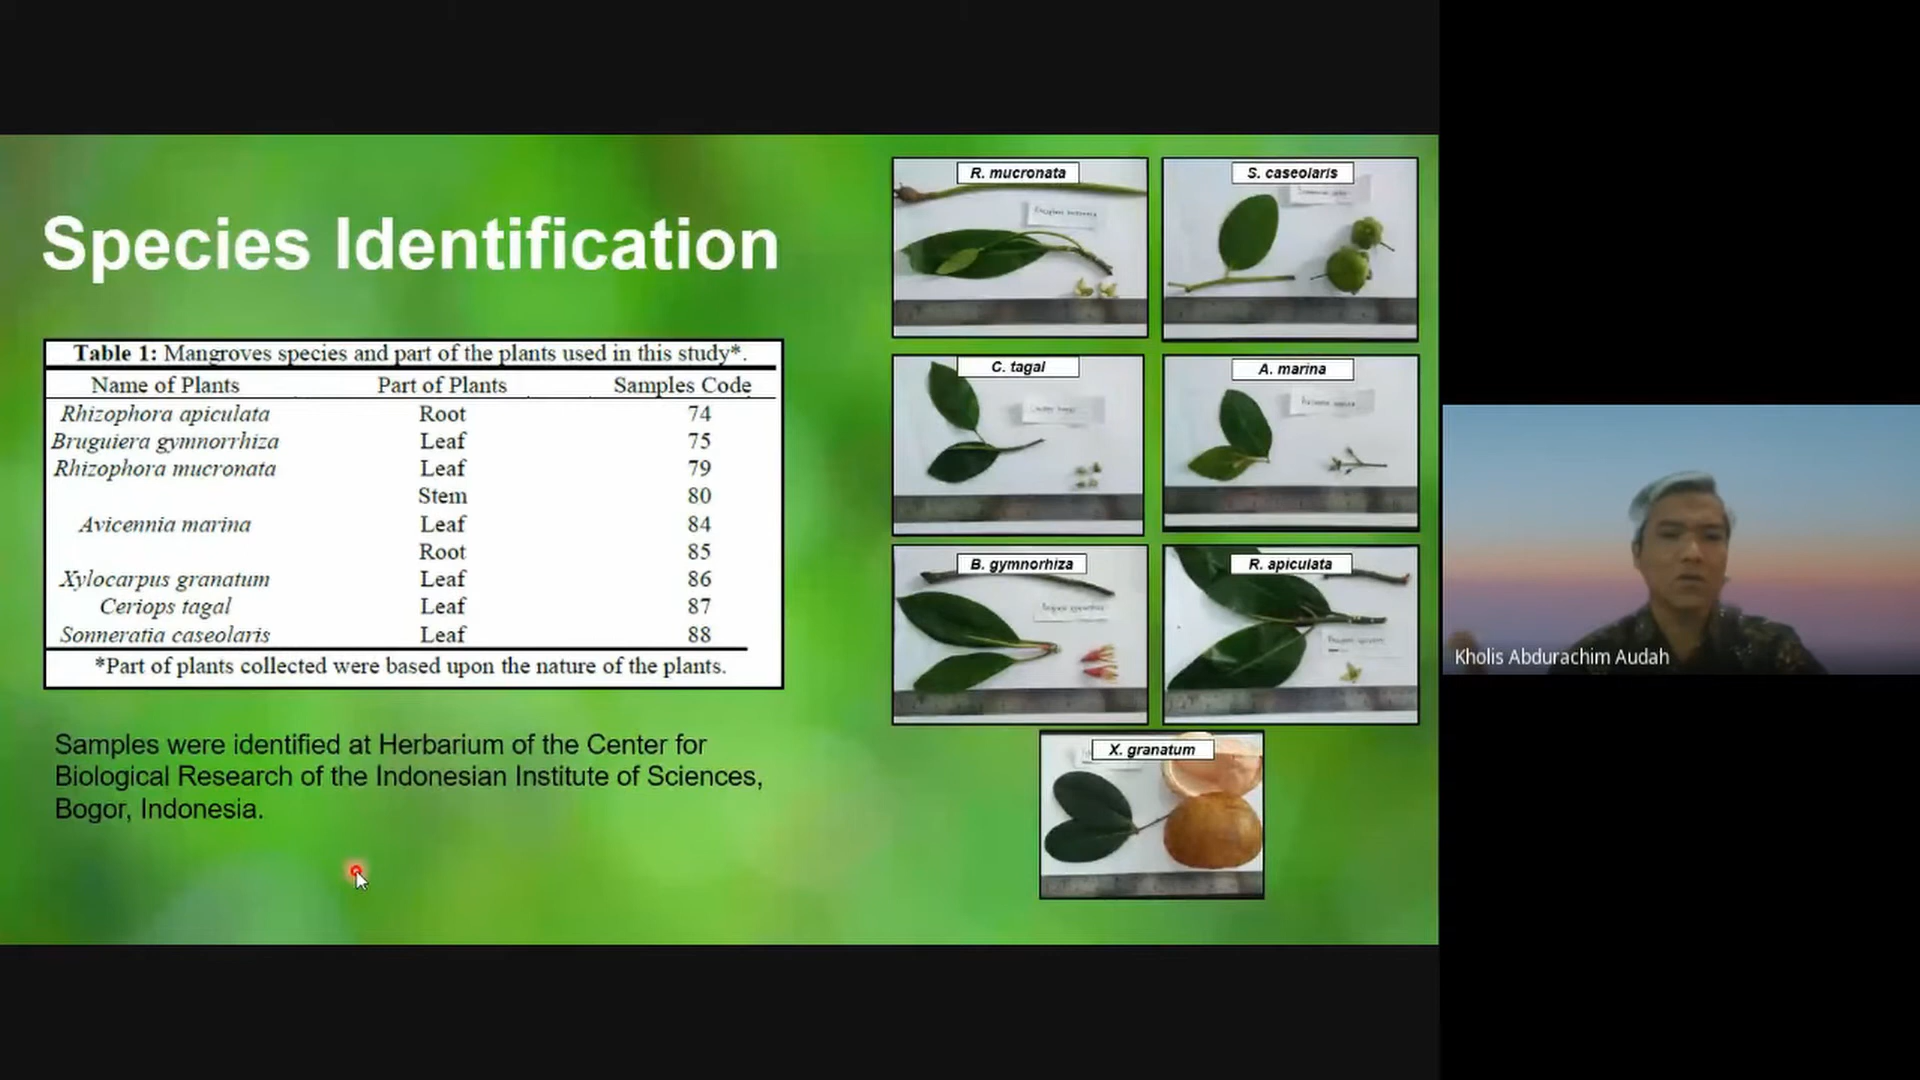 Species Identification
Table 1: Mangroves species and part of the plants used in this study*.
Name of Plants Part of Plants Samples Code
Rhizophora apiculata Root 74
Bruguiera gymnorrhiza Leaf 75
Rhizophora mucronata Leaf 79
Stem 80
Avicennia marina Leaf 84
Root 85
Xylocarpus granatum Leaf 86
Ceriops tagal Leaf 87
Sonneratia caseolaris Leaf 88
*Part of plants collected were based upon the nature of the plants.
Samples were identified at Herbarium of the Center for
Biological Research of the Indonesian Institute of Sciences,
Bogor, Indonesia.
R. mucronata
S. caseolaris
C. tagal
A. marina
B. gymnorhiza
R. apiculata
X. granatum
Kholis Abdurachim Audah